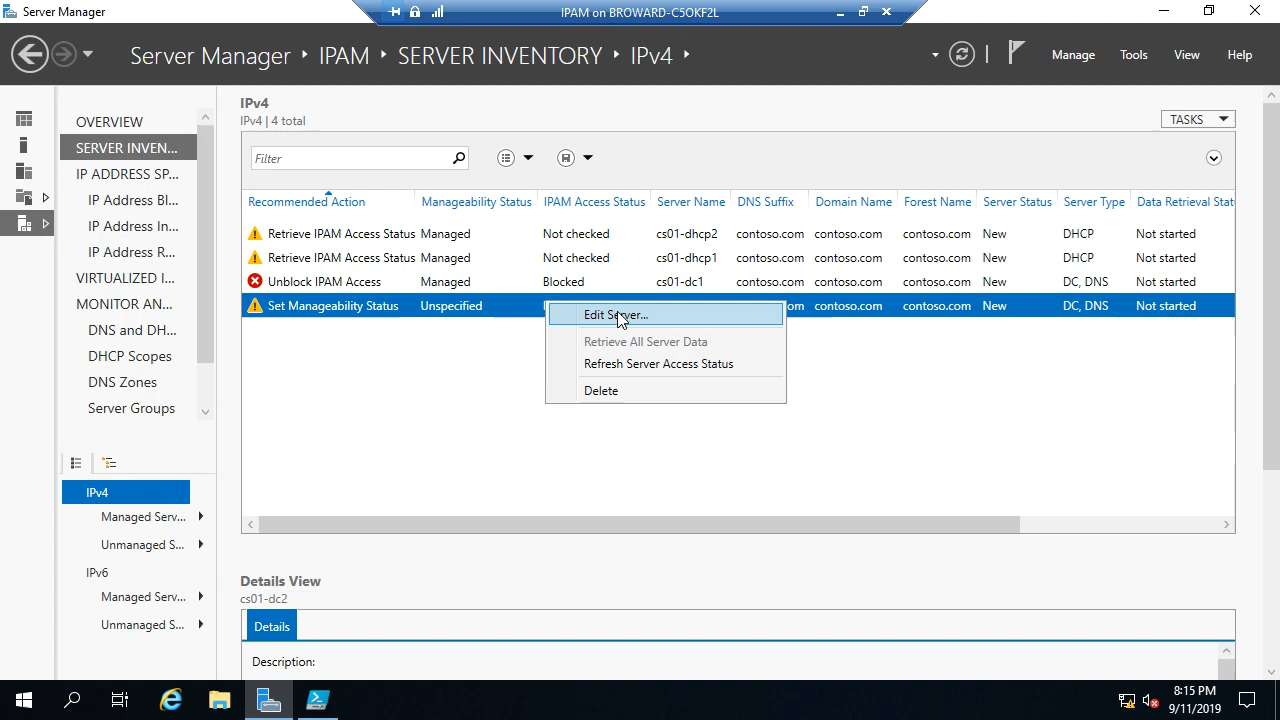 Server Manager
IPAM on BROWARD-C5OKF2L
Server Manager IPAM SERVER INVENTORY IPv4
Manage Tools View Help
OVERVIEW
SERVER INVEN...
IP ADDRESS SP...
IP Address Bl...
IP Address In...
IP Address R...
VIRTUALIZED I...
MONITOR AN...
DNS and DH...
DHCP Scopes
DNS Zones
Server Groups
IPv4
Managed Serv...
Unmanaged S...
IPv6
Managed Serv...
Unmanaged S...
IPv4
IPv4 | 4 total
TASKS
Filter
Recommended Action Manageability Status IPAM Access Status Server Name DNS Suffix Domain Name Forest Name Server Status Server Type Data Retrieval Stat
Retrieve IPAM Access Status Managed Not checked cs01-dhcp2 contoso.com contoso.com contoso.com New DHCP Not started
Retrieve IPAM Access Status Managed Not checked cs01-dhcp1 contoso.com contoso.com contoso.com New DHCP Not started
Unblock IPAM Access Managed Blocked cs01-dc1 contoso.com contoso.com contoso.com New DC, DNS Not started
Set Manageability Status Unspecified so.com contoso.com contoso.com New DC, DNS Not started
Edit Server...
Retrieve All Server Data
Refresh Server Access Status
Delete
Details View
cs01-dc2
Details
Description:
8:15 PM
9/11/2019